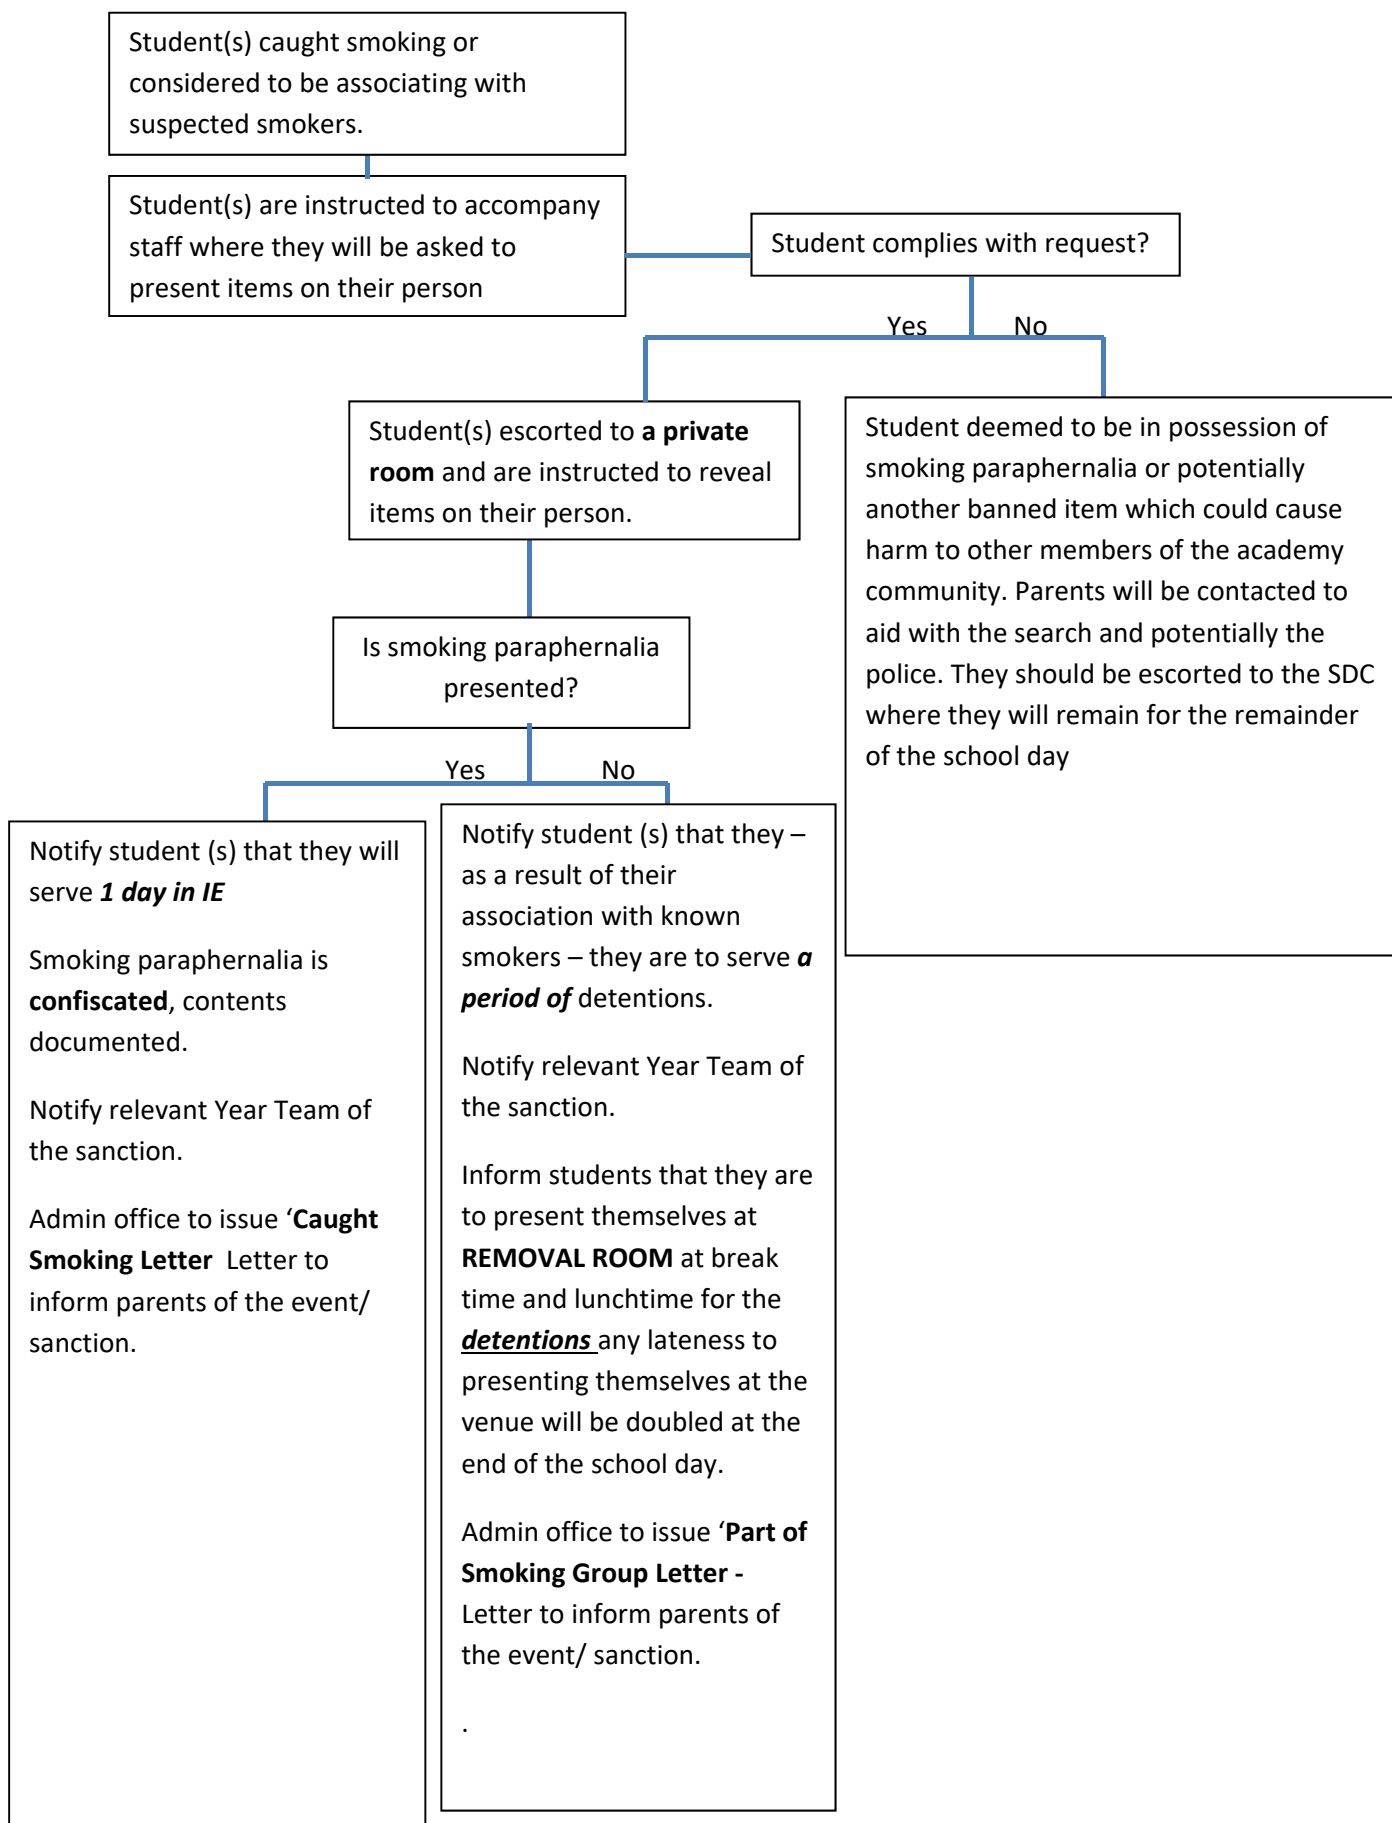 Student(s) caught smoking or
considered to be associating with
suspected smokers.
Student(s) are instructed to accompany
staff where they will be asked to
present items on their person
Student complies with request?
Yes
No
Student(s) escorted to a private
room and are instructed to reveal
items on their person.
Student deemed to be in possession of
smoking paraphernalia or potentially
another banned item which could cause
harm to other members of the academy
community. Parents will be contacted to
aid with the search and potentially the
police. They should be escorted to the SDC
where they will remain for the remainder
of the school day
Is smoking paraphernalia
presented?
Yes
No
Notify student (s) that they will
serve 1 day in IE
Smoking paraphernalia is
confiscated, contents
documented.
Notify relevant Year Team of
the sanction.
Admin office to issue ‘Caught
Smoking Letter  Letter to
inform parents of the event/
sanction.
Notify student (s) that they –
as a result of their
association with known
smokers – they are to serve a
period of detentions.
Notify relevant Year Team of
the sanction.
Inform students that they are
to present themselves at
REMOVAL ROOM at break
time and lunchtime for the
detentions any lateness to
presenting themselves at the
venue will be doubled at the
end of the school day.
Admin office to issue ‘Part of
Smoking Group Letter -
Letter to inform parents of
the event/ sanction.
.